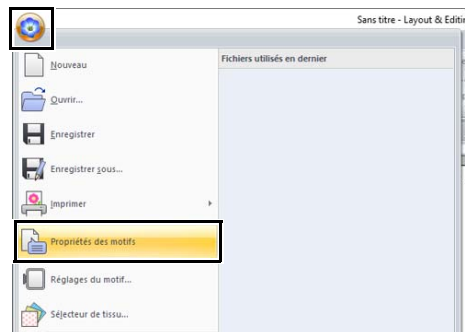 Sans titre - Layout & Editi
Nouveau
Fichiers utilisés en dernier
Ouvrir...
Enregistrer
Enregistrer sous...
Imprimer
Propriétés des motifs
Réglages du motif...
Sélecteur de tissu...